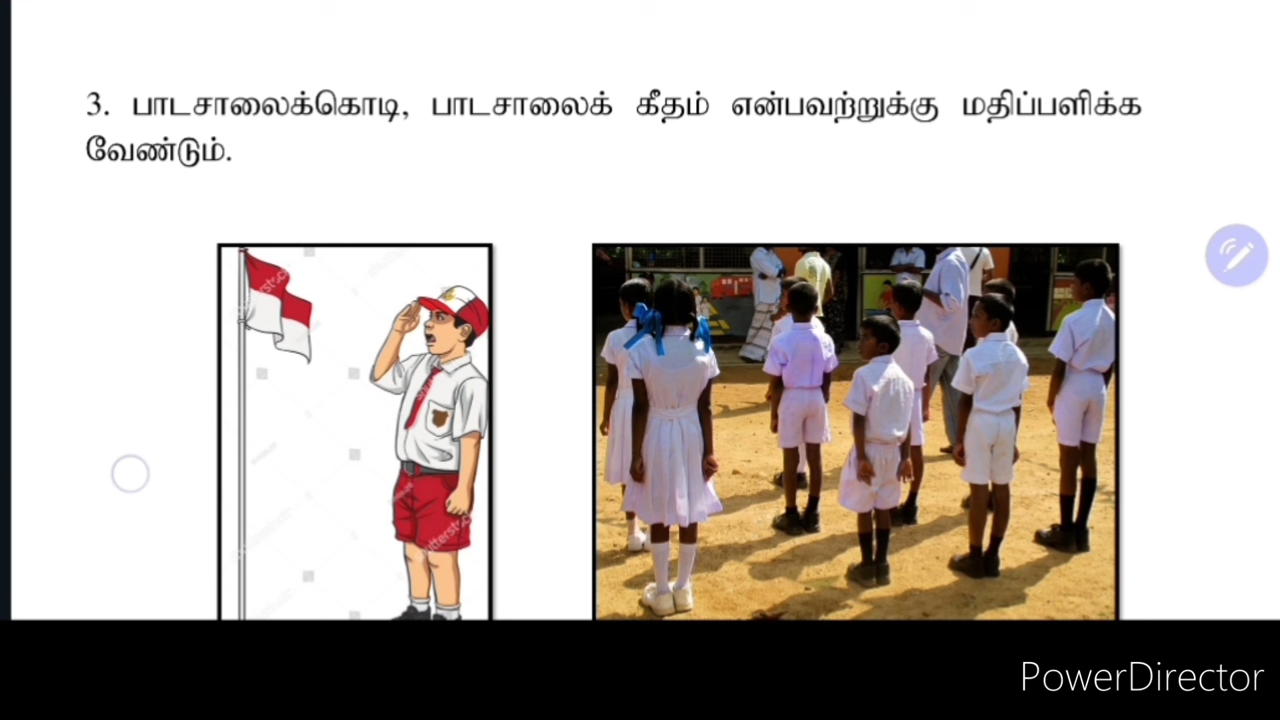 3. பாடசாலைக்கொடி, பாடசாலைக் கீதம் என்பவற்றுக்கு மதிப்பளிக்க
வேண்டும்.
PowerDirector